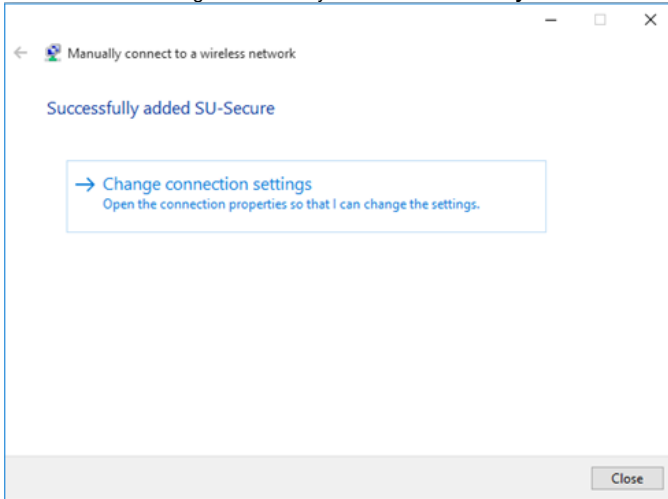 Manually connect to a wireless network
Successfully added SU-Secure
Change connection settings
Open the connection properties so that I can change the settings.
Close